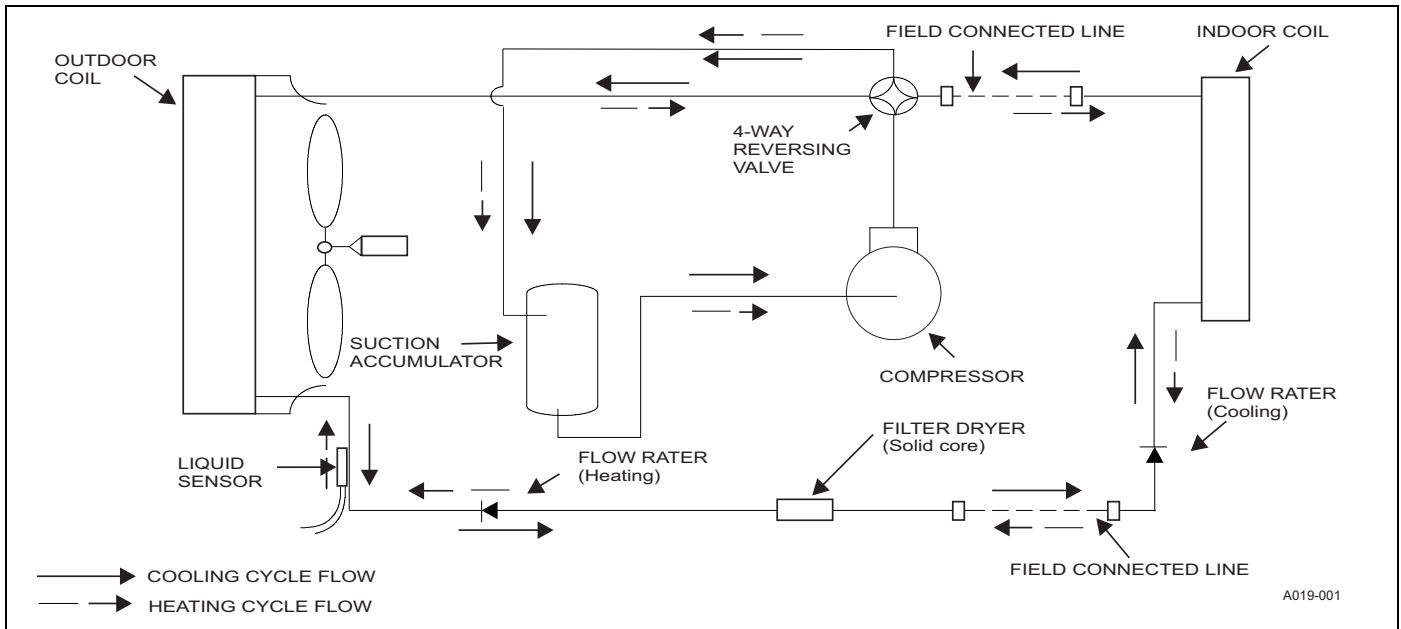 FIELD CONNECTED LINE
INDOOR COIL
OUTDOOR
COIL
4-WAY
REVERSING
VALVE
SUCTION
ACCUMULATOR
COMPRESSOR
FLOW RATER
(Cooling)
FILTER DRYER
(Solid core)
FLOW RATER
(Heating)
LIQUID
SENSOR
FIELD CONNECTED LINE
COOLING CYCLE FLOW
HEATING CYCLE FLOW
A019-001